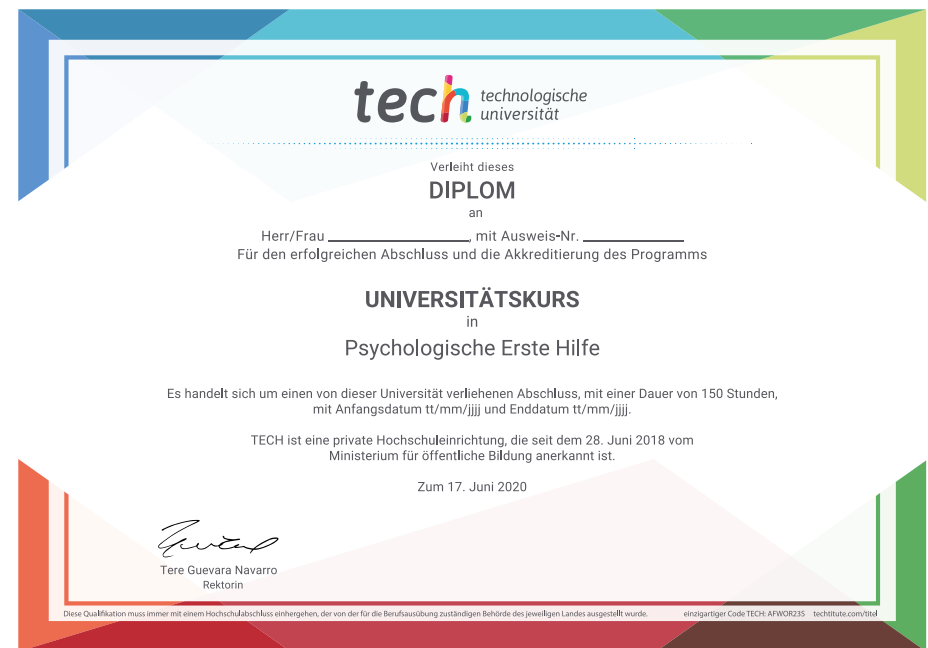 tech technologische
universität
Verleiht dieses
DIPLOM
an
Herr/Frau __________________, mit Ausweis-Nr. _____________
Für den erfolgreichen Abschluss und die Akkreditierung des Programms
UNIVERSITÄTSKURS
in
Psychologische Erste Hilfe
Es handelt sich um einen von dieser Universität verliehenen Abschluss, mit einer Dauer von 150 Stunden,
mit Anfangsdatum tt/mm/jjjj und Enddatum tt/mm/jjjj.
TECH ist eine private Hochschuleinrichtung, die seit dem 28. Juni 2018 vom
Ministerium für öffentliche Bildung anerkannt ist.
Zum 17. Juni 2020
Tere Guevara Navarro
Rektorin
Diese Qualifikation muss immer mit einem Hochschulabschluss einhergehen, der von der für die Berufsausübung zuständigen Behörde des jeweiligen Landes ausgestellt wurde. einzigartiger Code TECH: AFWOR23S techtitute.com/titel